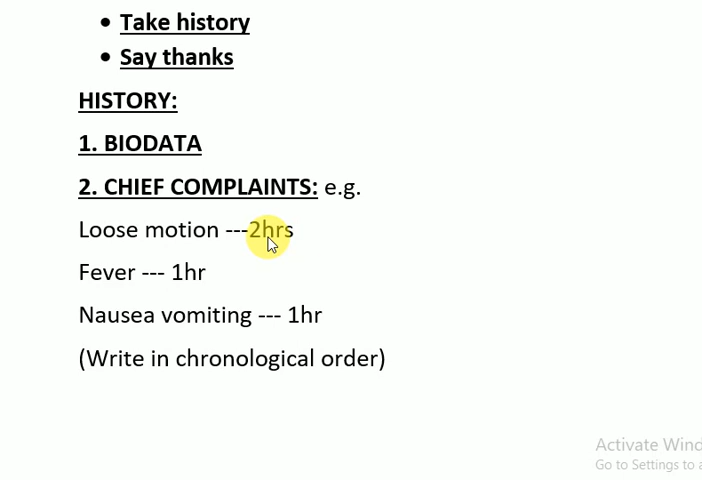 • Take history
• Say thanks
HISTORY:
1. BIODATA
2. CHIEF COMPLAINTS: e.g.
Loose motion ---2hrs
Fever --- 1hr
Nausea vomiting --- 1hr
(Write in chronological order)
Activate Wind
Go to Settings to a